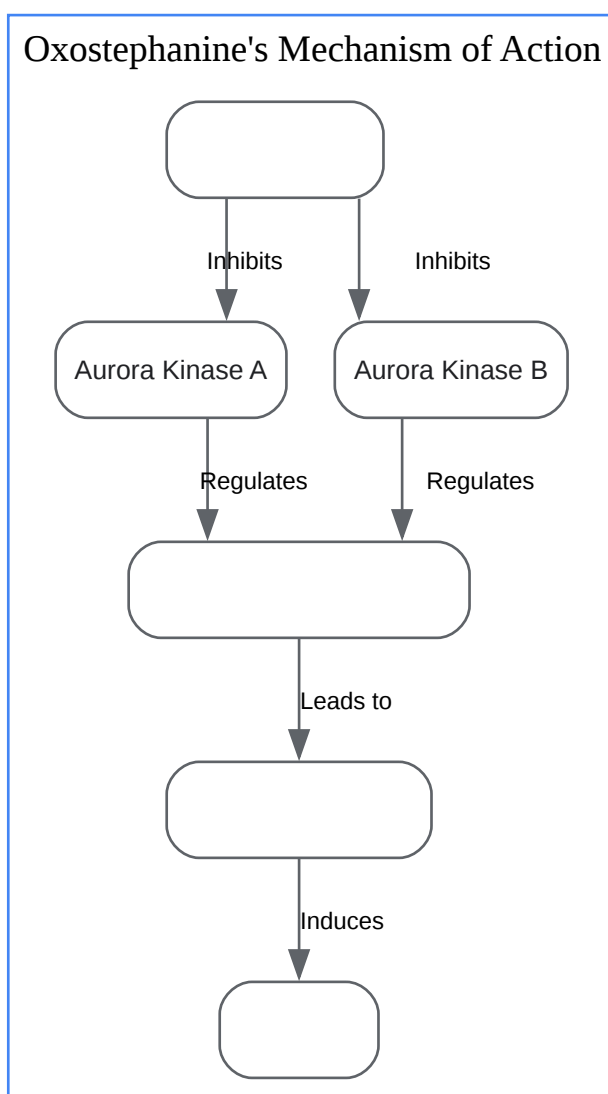 Oxostephanine's Mechanism of Action
Inhibits
Inhibits
Aurora Kinase A
Aurora Kinase B
Regulates
Regulates
Leads to
Induces